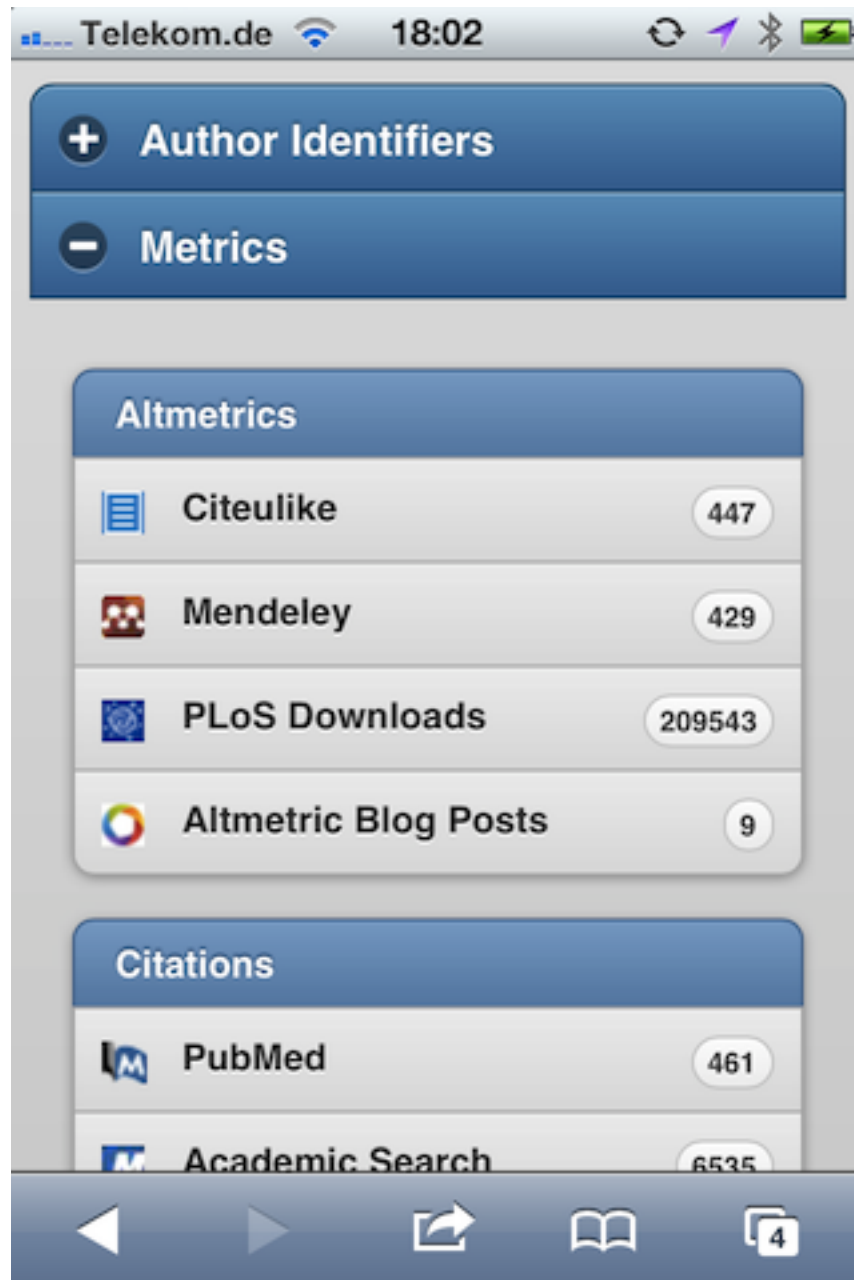 Telekom.de 18:02
Author Identifiers
Metrics
Altmetrics
Citeulike 447
Mendeley 429
PLoS Downloads 209543
Altmetric Blog Posts 9
Citations
PubMed 461
Academic Search 6535
4